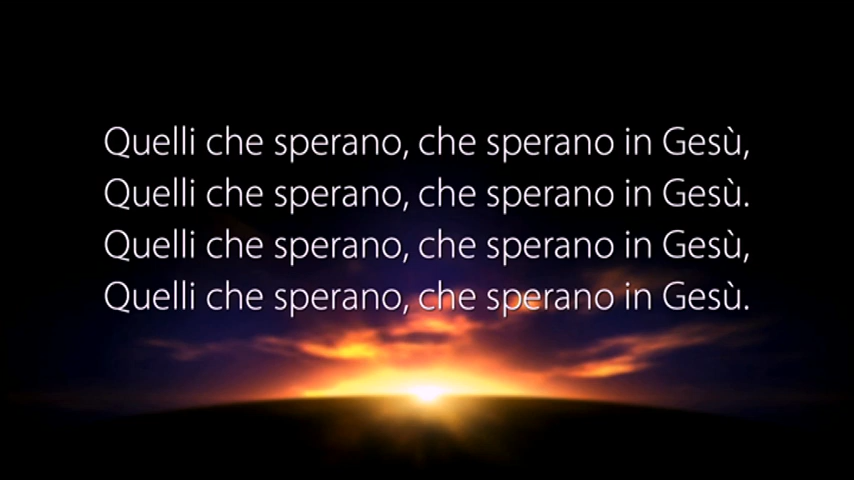 Quelli che sperano, che sperano in Gesù,
Quelli che sperano, che sperano in Gesù.
Quelli che sperano, che sperano in Gesù,
Quelli che sperano, che sperano in Gesù.